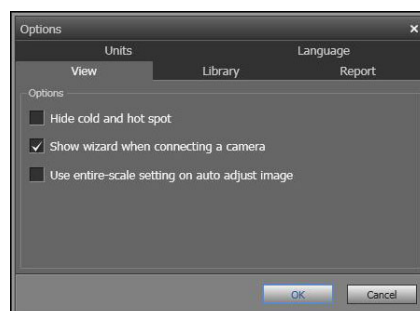 Options
Units Language
View Library Report
Options
Hide cold and hot spot
Show wizard when connecting a camera
Use entire-scale setting on auto adjust image
OK Cancel